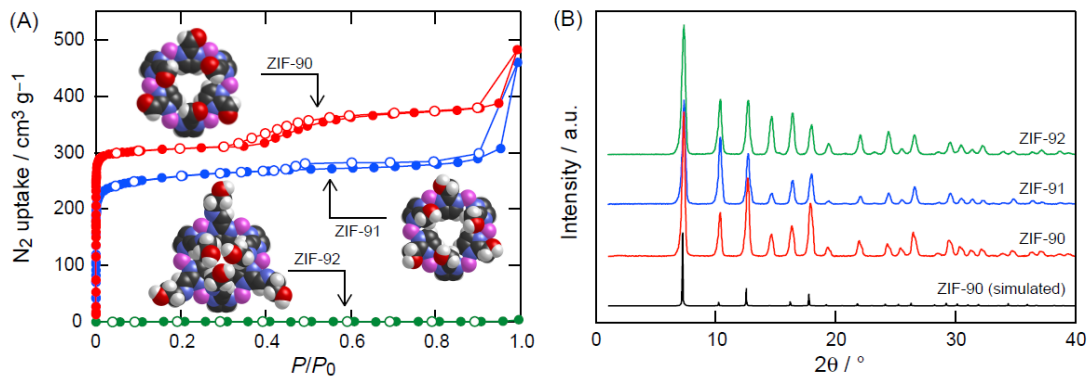 (A)
N₂ uptake / cm³ g⁻¹
500
400
300
200
100
0
ZIF-90
ZIF-91
ZIF-92
0
0.2
0.4
0.6
0.8
1.0
P/P₀
(B)
Intensity / a.u.
ZIF-92
ZIF-91
ZIF-90
ZIF-90 (simulated)
10
20
30
40
2θ / °